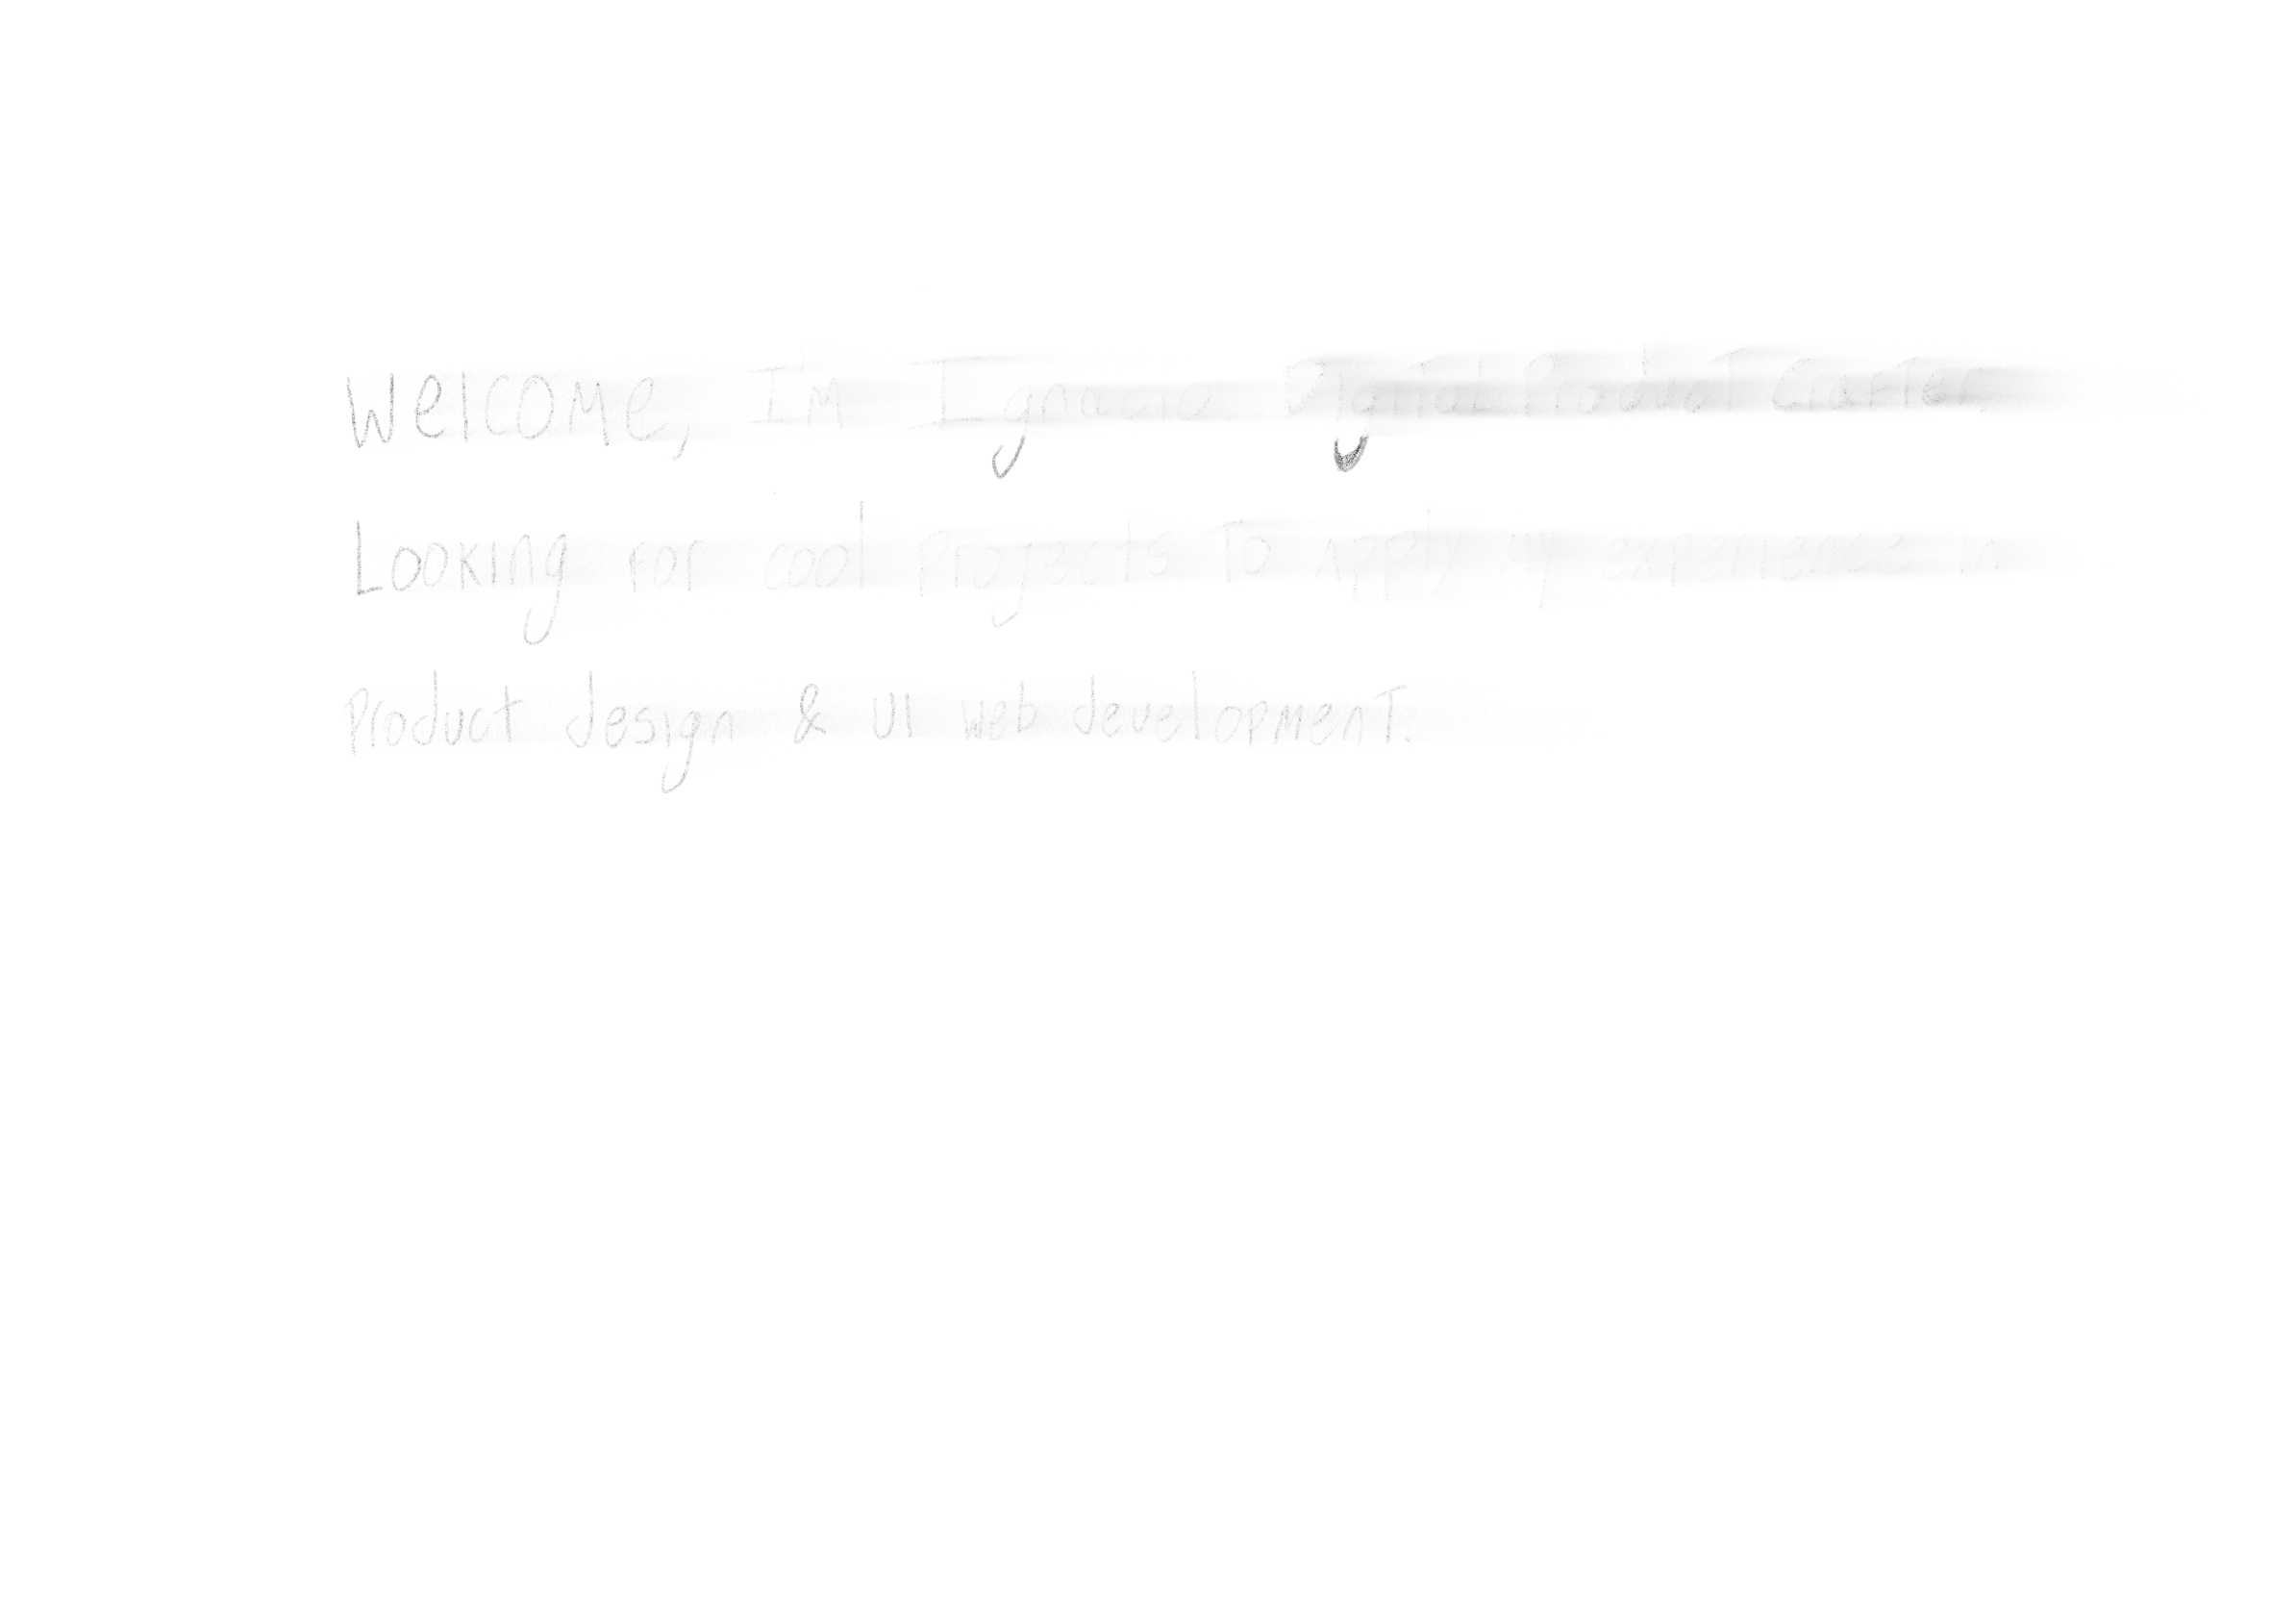 Welcome, I'm Ignacio Digital Product Crafter,
Looking for cool Projects To apply my experience in
Product design & UI web development.